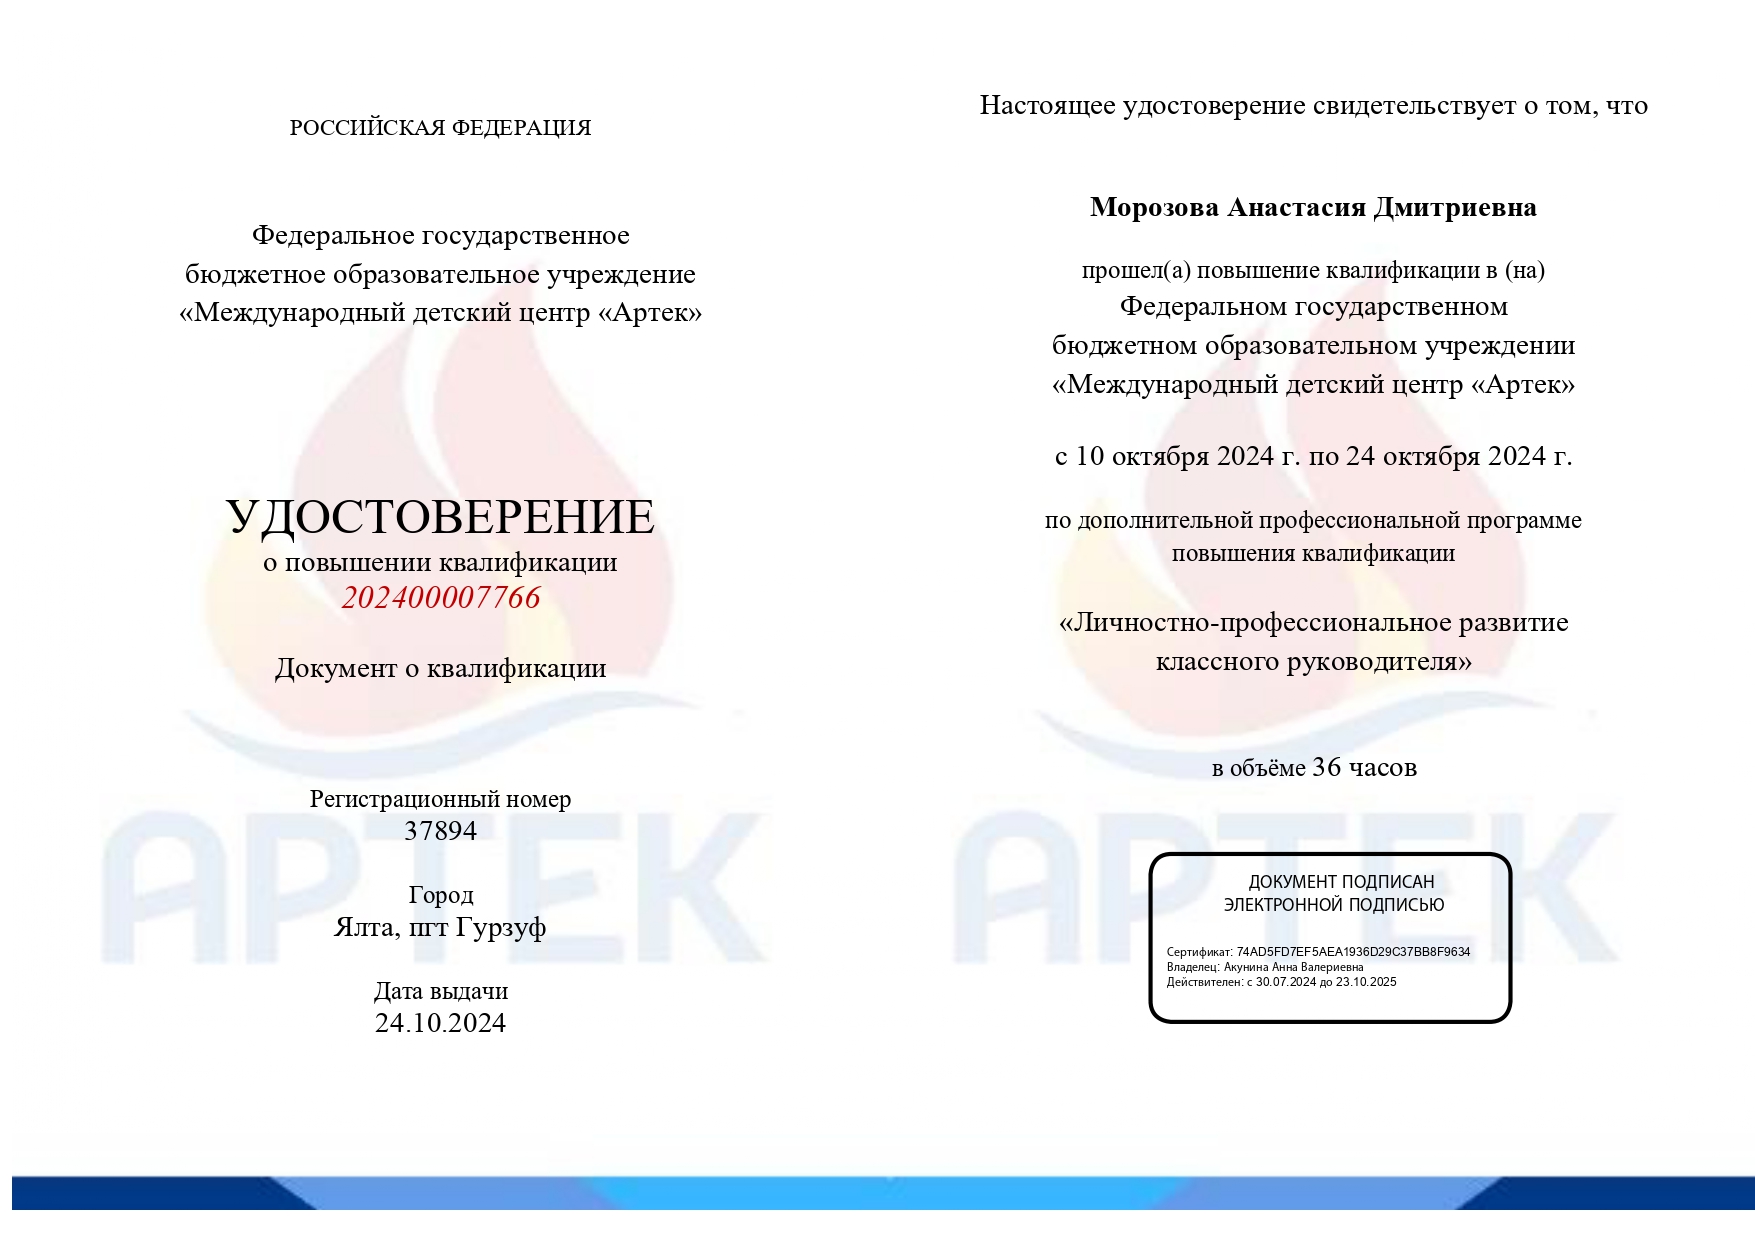 РОССИЙСКАЯ ФЕДЕРАЦИЯ
Федеральное государственное
бюджетное образовательное учреждение
«Международный детский центр «Артек»
УДОСТОВЕРЕНИЕ
о повышении квалификации
202400007766
Документ о квалификации
Регистрационный номер
37894
Город
Ялта, пгт Гурзуф
Дата выдачи
24.10.2024
АРТЕК
Настоящее удостоверение свидетельствует о том, что
Морозова Анастасия Дмитриевна
прошел(а) повышение квалификации в (на)
Федеральном государственном
бюджетном образовательном учреждении
«Международный детский центр «Артек»
с 10 октября 2024 г. по 24 октября 2024 г.
по дополнительной профессиональной программе
повышения квалификации
«Личностно-профессиональное развитие
классного руководителя»
в объёме 36 часов
АРТЕК
ДОКУМЕНТ ПОДПИСАН
ЭЛЕКТРОННОЙ ПОДПИСЬЮ
Сертификат: 74AD5FD7EF5AEA1936D29C37BB8F9634
Владелец: Акунина Анна Валериевна
Действителен: с 30.07.2024 до 23.10.2025